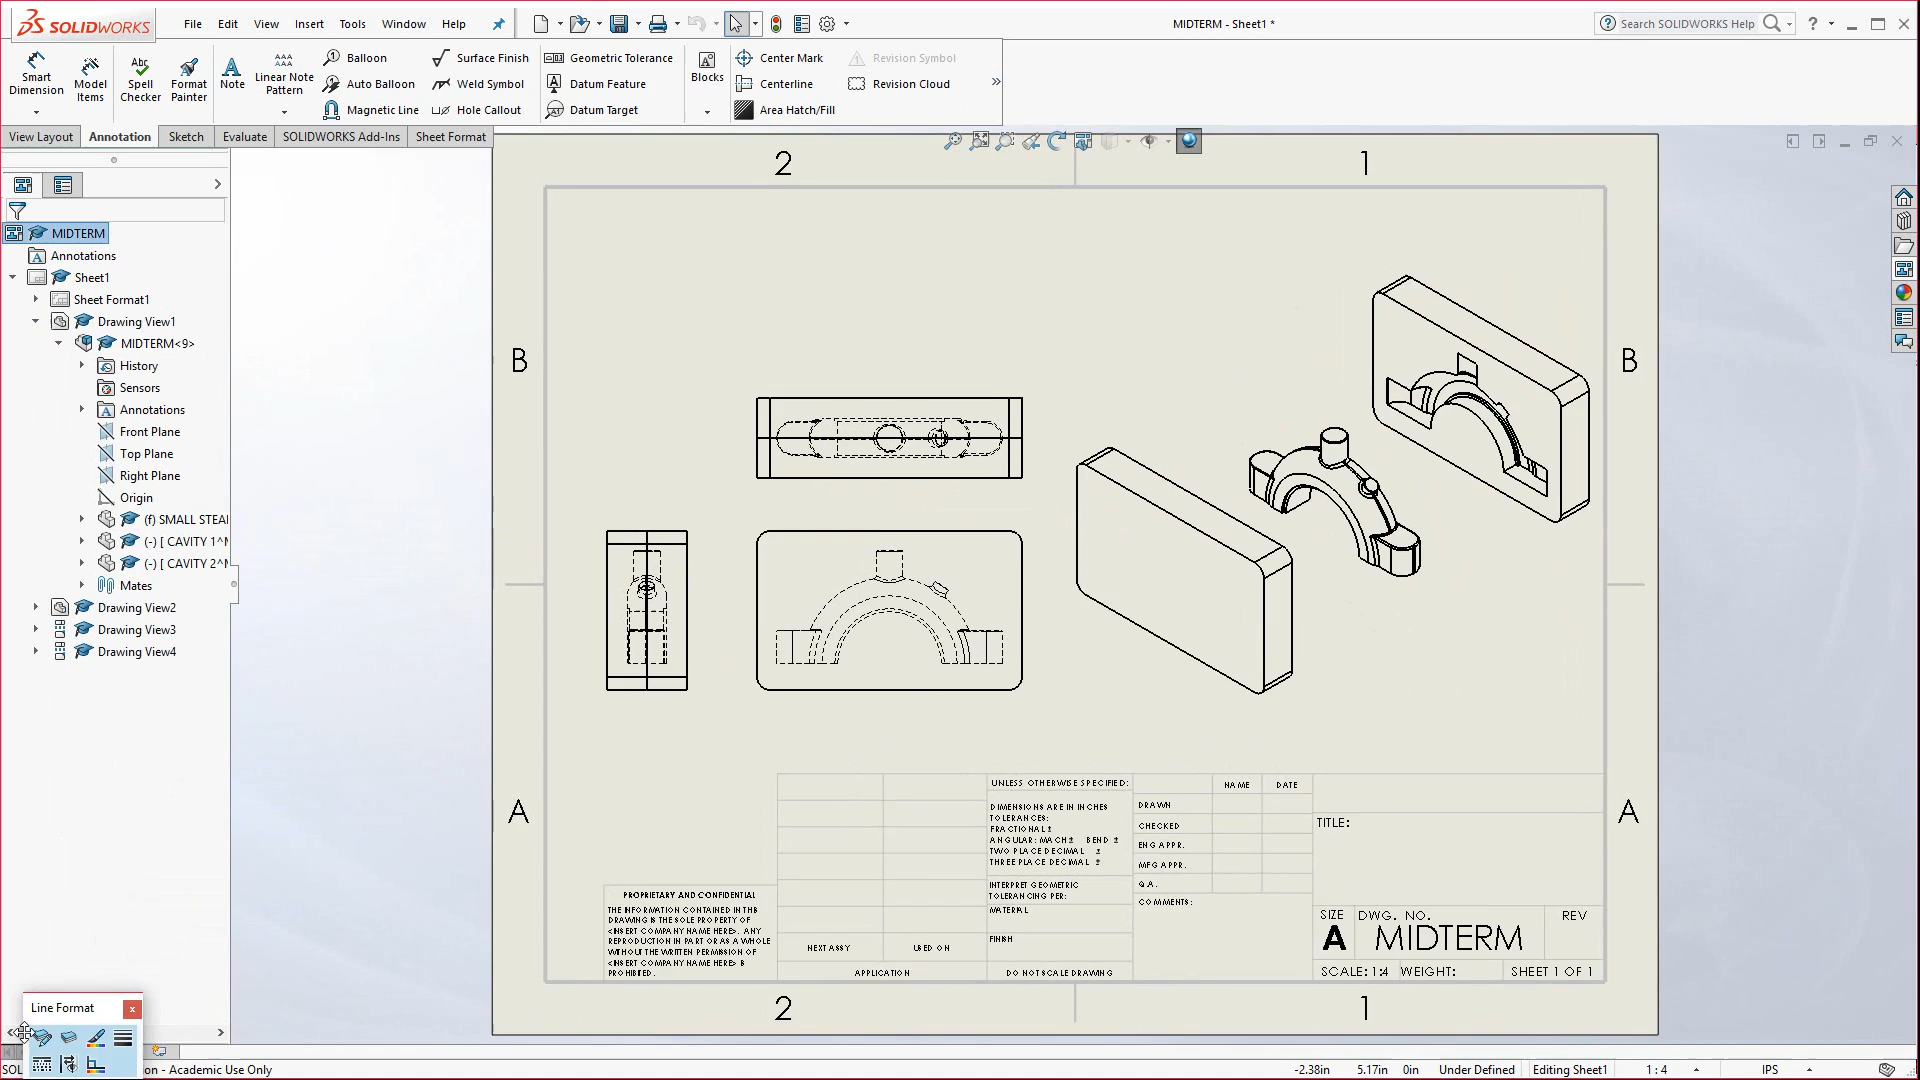 SOLIDWORKS
File Edit View Insert Tools Window Help
MIDTERM - Sheet1 *
Search SOLIDWORKS Help
?
Smart Dimension
Model Items
Abc
Spell Checker
Format Painter
Note
Linear Note Pattern
Balloon
Auto Balloon
Magnetic Line
Surface Finish
Weld Symbol
Hole Callout
Geometric Tolerance
Datum Feature
Datum Target
Blocks
Center Mark
Centerline
Area Hatch/Fill
Revision Symbol
Revision Cloud
View Layout Annotation Sketch Evaluate SOLIDWORKS Add-Ins Sheet Format
MIDTERM
Annotations
Sheet1
Sheet Format1
Drawing View1
MIDTERM<9>
History
Sensors
Annotations
Front Plane
Top Plane
Right Plane
Origin
(f) SMALL STEA
(-) [ CAVITY 1^
(-) [ CAVITY 2^
Mates
Drawing View2
Drawing View3
Drawing View4
2 1
B B
A A
2 1
PROPRIETARY AND CONFIDENTIAL
THE INFORMATION CONTAINED IN THIS
DRAWING IS THE SOLE PROPERTY OF
<INSERT COMPANY NAME HERE>. ANY
REPRODUCTION IN PART OR AS A WHOLE
WITHOUT THE WRITTEN PERMISSION OF
<INSERT COMPANY NAME HERE> IS
PROHIBITED.
NEXT ASSY USED ON
APPLICATION
UNLESS OTHERWISE SPECIFIED:
DIMENSIONS ARE IN INCHES
TOLERANCES:
FRACTIONAL ±
ANGULAR: MACH ± BEND ±
TWO PLACE DECIMAL ±
THREE PLACE DECIMAL ±
INTERPRET GEOMETRIC
TOLERANCING PER:
MATERIAL
FINISH
DO NOT SCALE DRAWING
NAME DATE
DRAWN
CHECKED
ENG APPR.
MFG APPR.
Q.A.
COMMENTS:
TITLE:
SIZE DWG. NO. REV
A MIDTERM
SCALE: 1:4 WEIGHT: SHEET 1 OF 1
Line Format
x
SOL
on - Academic Use Only
-2.38in 5.17in 0in Under Defined Editing Sheet1 1 : 4 IPS